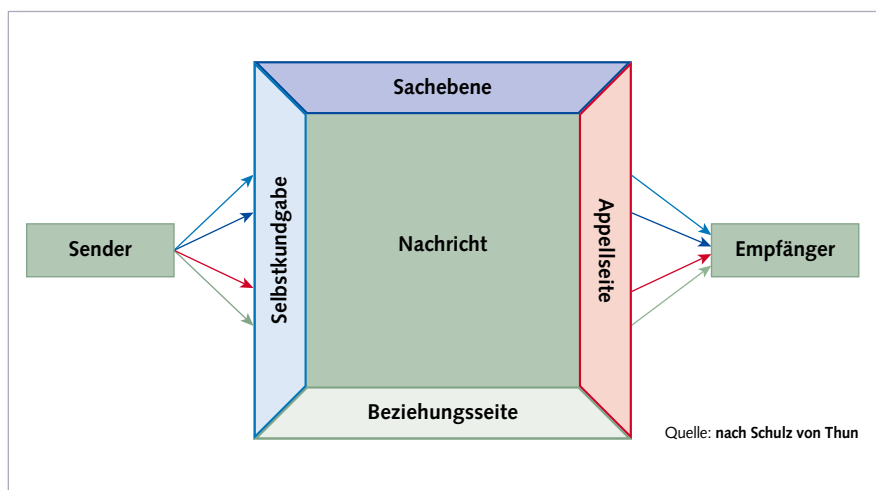 Sachebene
Sender
Selbstkundgabe
Nachricht
Appellseite
Empfänger
Beziehungsseite
Quelle: nach Schulz von Thun